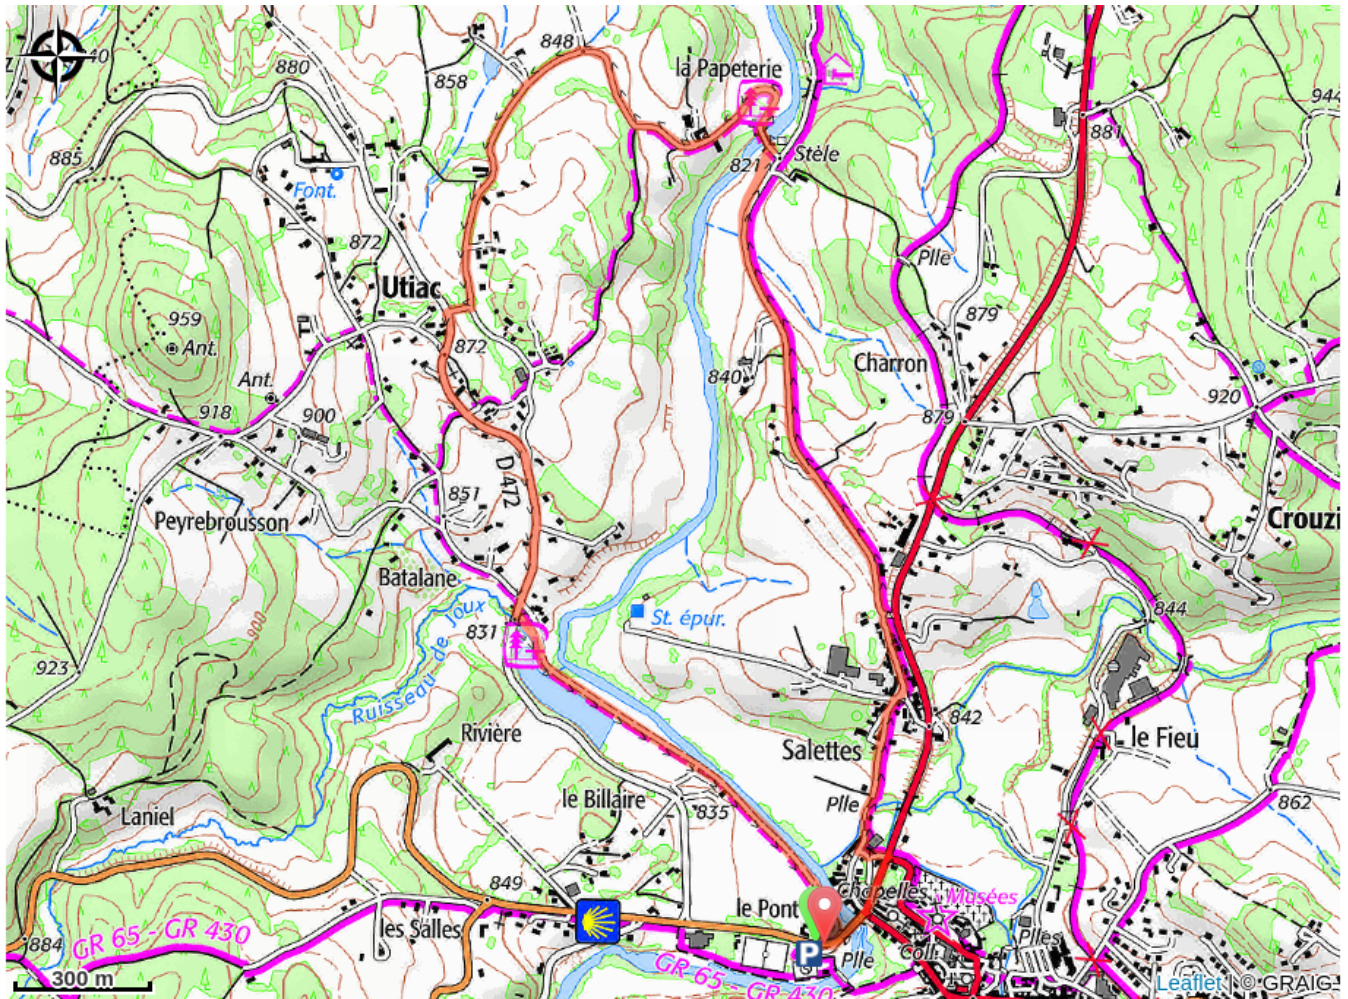 848
la Papeterie
40
880
858
944
885
881
Font.
821
Stèle
872
Plle
Utiac
959
Ant.
879
872
Charron
Ant.
840
918
900
920
879
D472
851
Peyrebrousson
Crouzi
Batalane
831
Ruisseau de Joux
St. épur.
844
900
923
842
Rivière
Salettes
le Fieu
le Billaire
835
Plle
862
Laniel
849
le Pont
Chapelles
Musées
les Salles
884
GR 65 - GR 430
P
Plle
Coll.
Plles
GR 65 - GR 430
300 m
Leaflet | © GRAIG